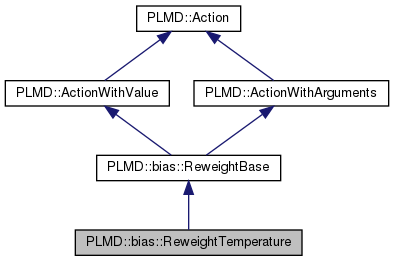 PLMD::Action
PLMD::ActionWithValue
PLMD::ActionWithArguments
PLMD::bias::ReweightBase
PLMD::bias::ReweightTemperature